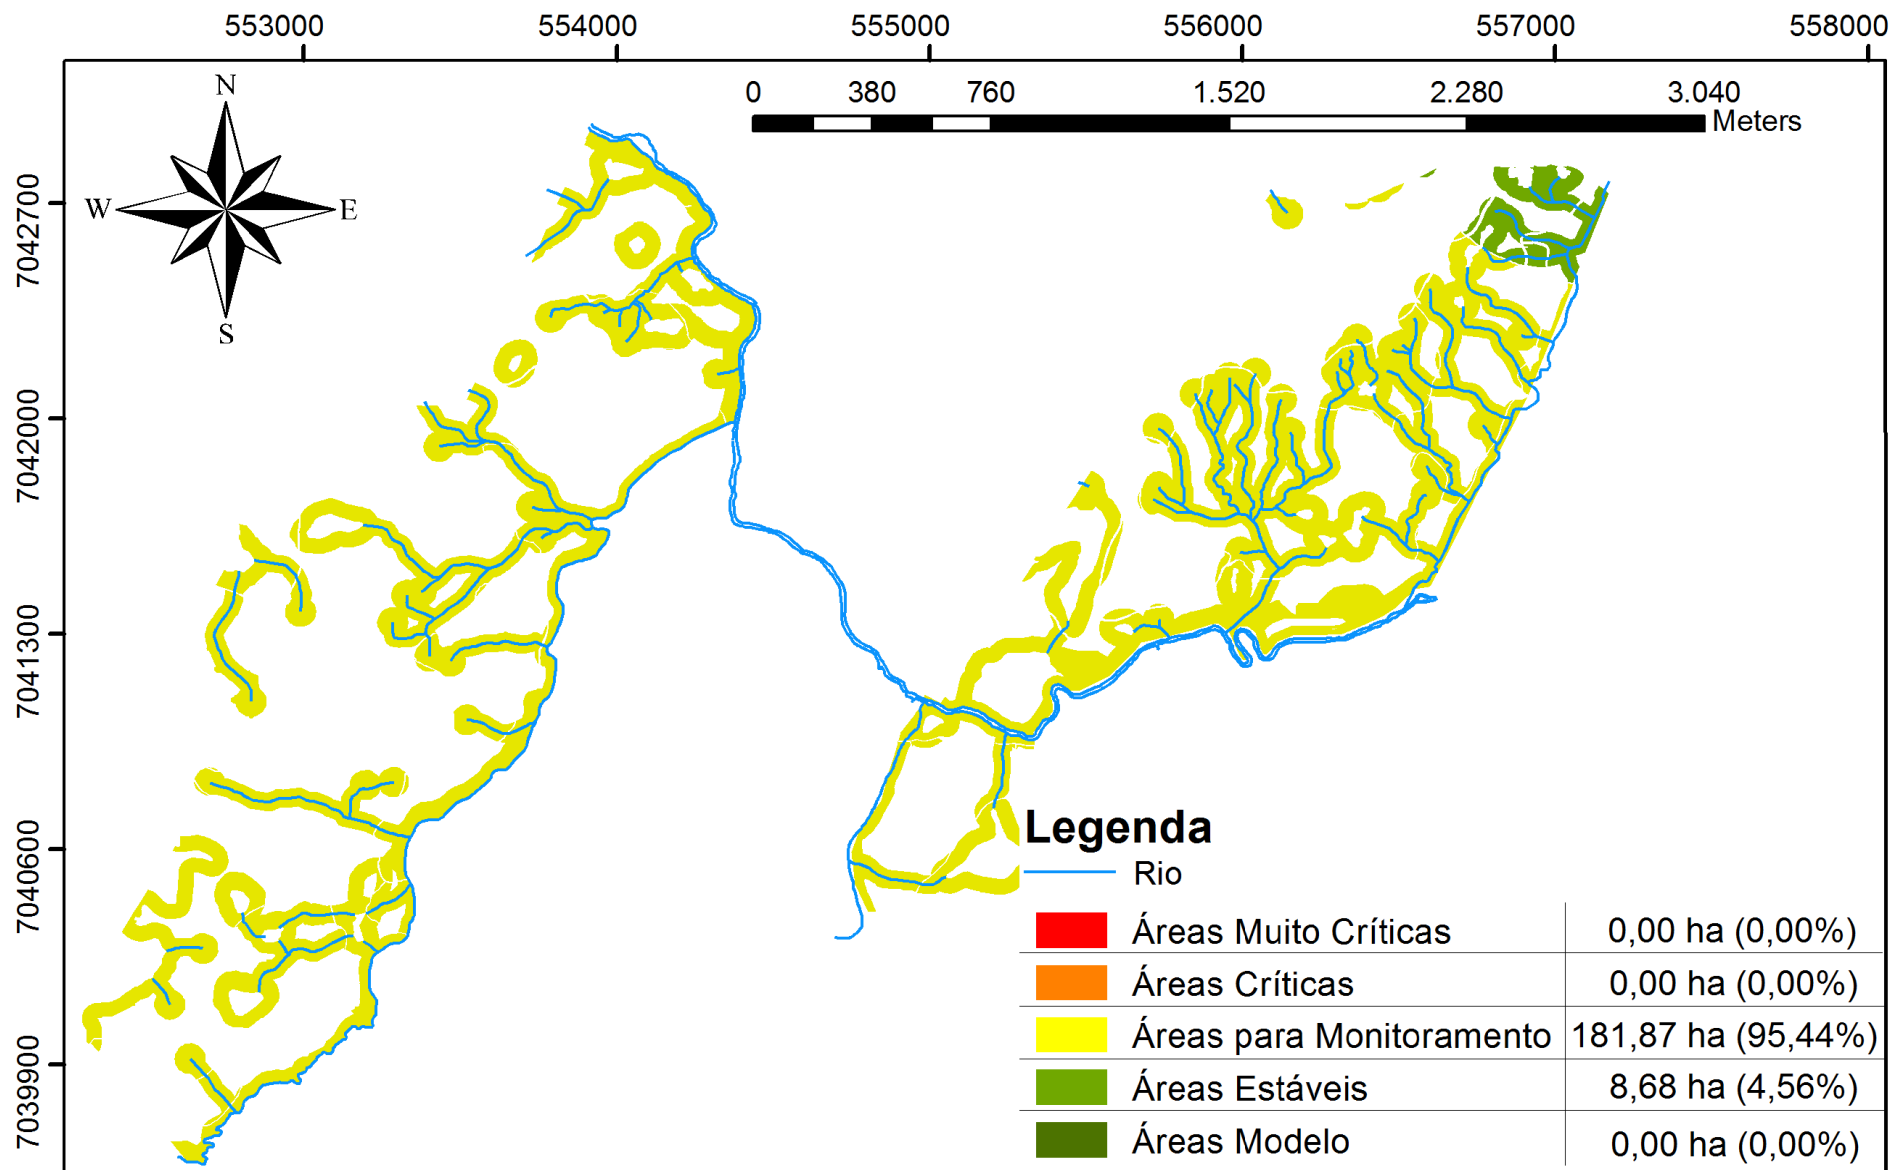 553000 554000 555000 556000 557000 558000
N
W E
S
0 380 760 1.520 2.280 3.040
Meters
7042700
7042000
7041300
7040600
7039900
Legenda
Rio
Áreas Muito Críticas 0,00 ha (0,00%)
Áreas Críticas 0,00 ha (0,00%)
Áreas para Monitoramento 181,87 ha (95,44%)
Áreas Estáveis 8,68 ha (4,56%)
Áreas Modelo 0,00 ha (0,00%)